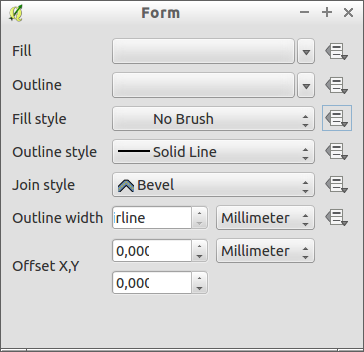 Form
Fill
Outline
Fill style No Brush
Outline style Solid Line
Join style Bevel
Outline width irline Millimeter
Offset X,Y 0,000 Millimeter
0,000